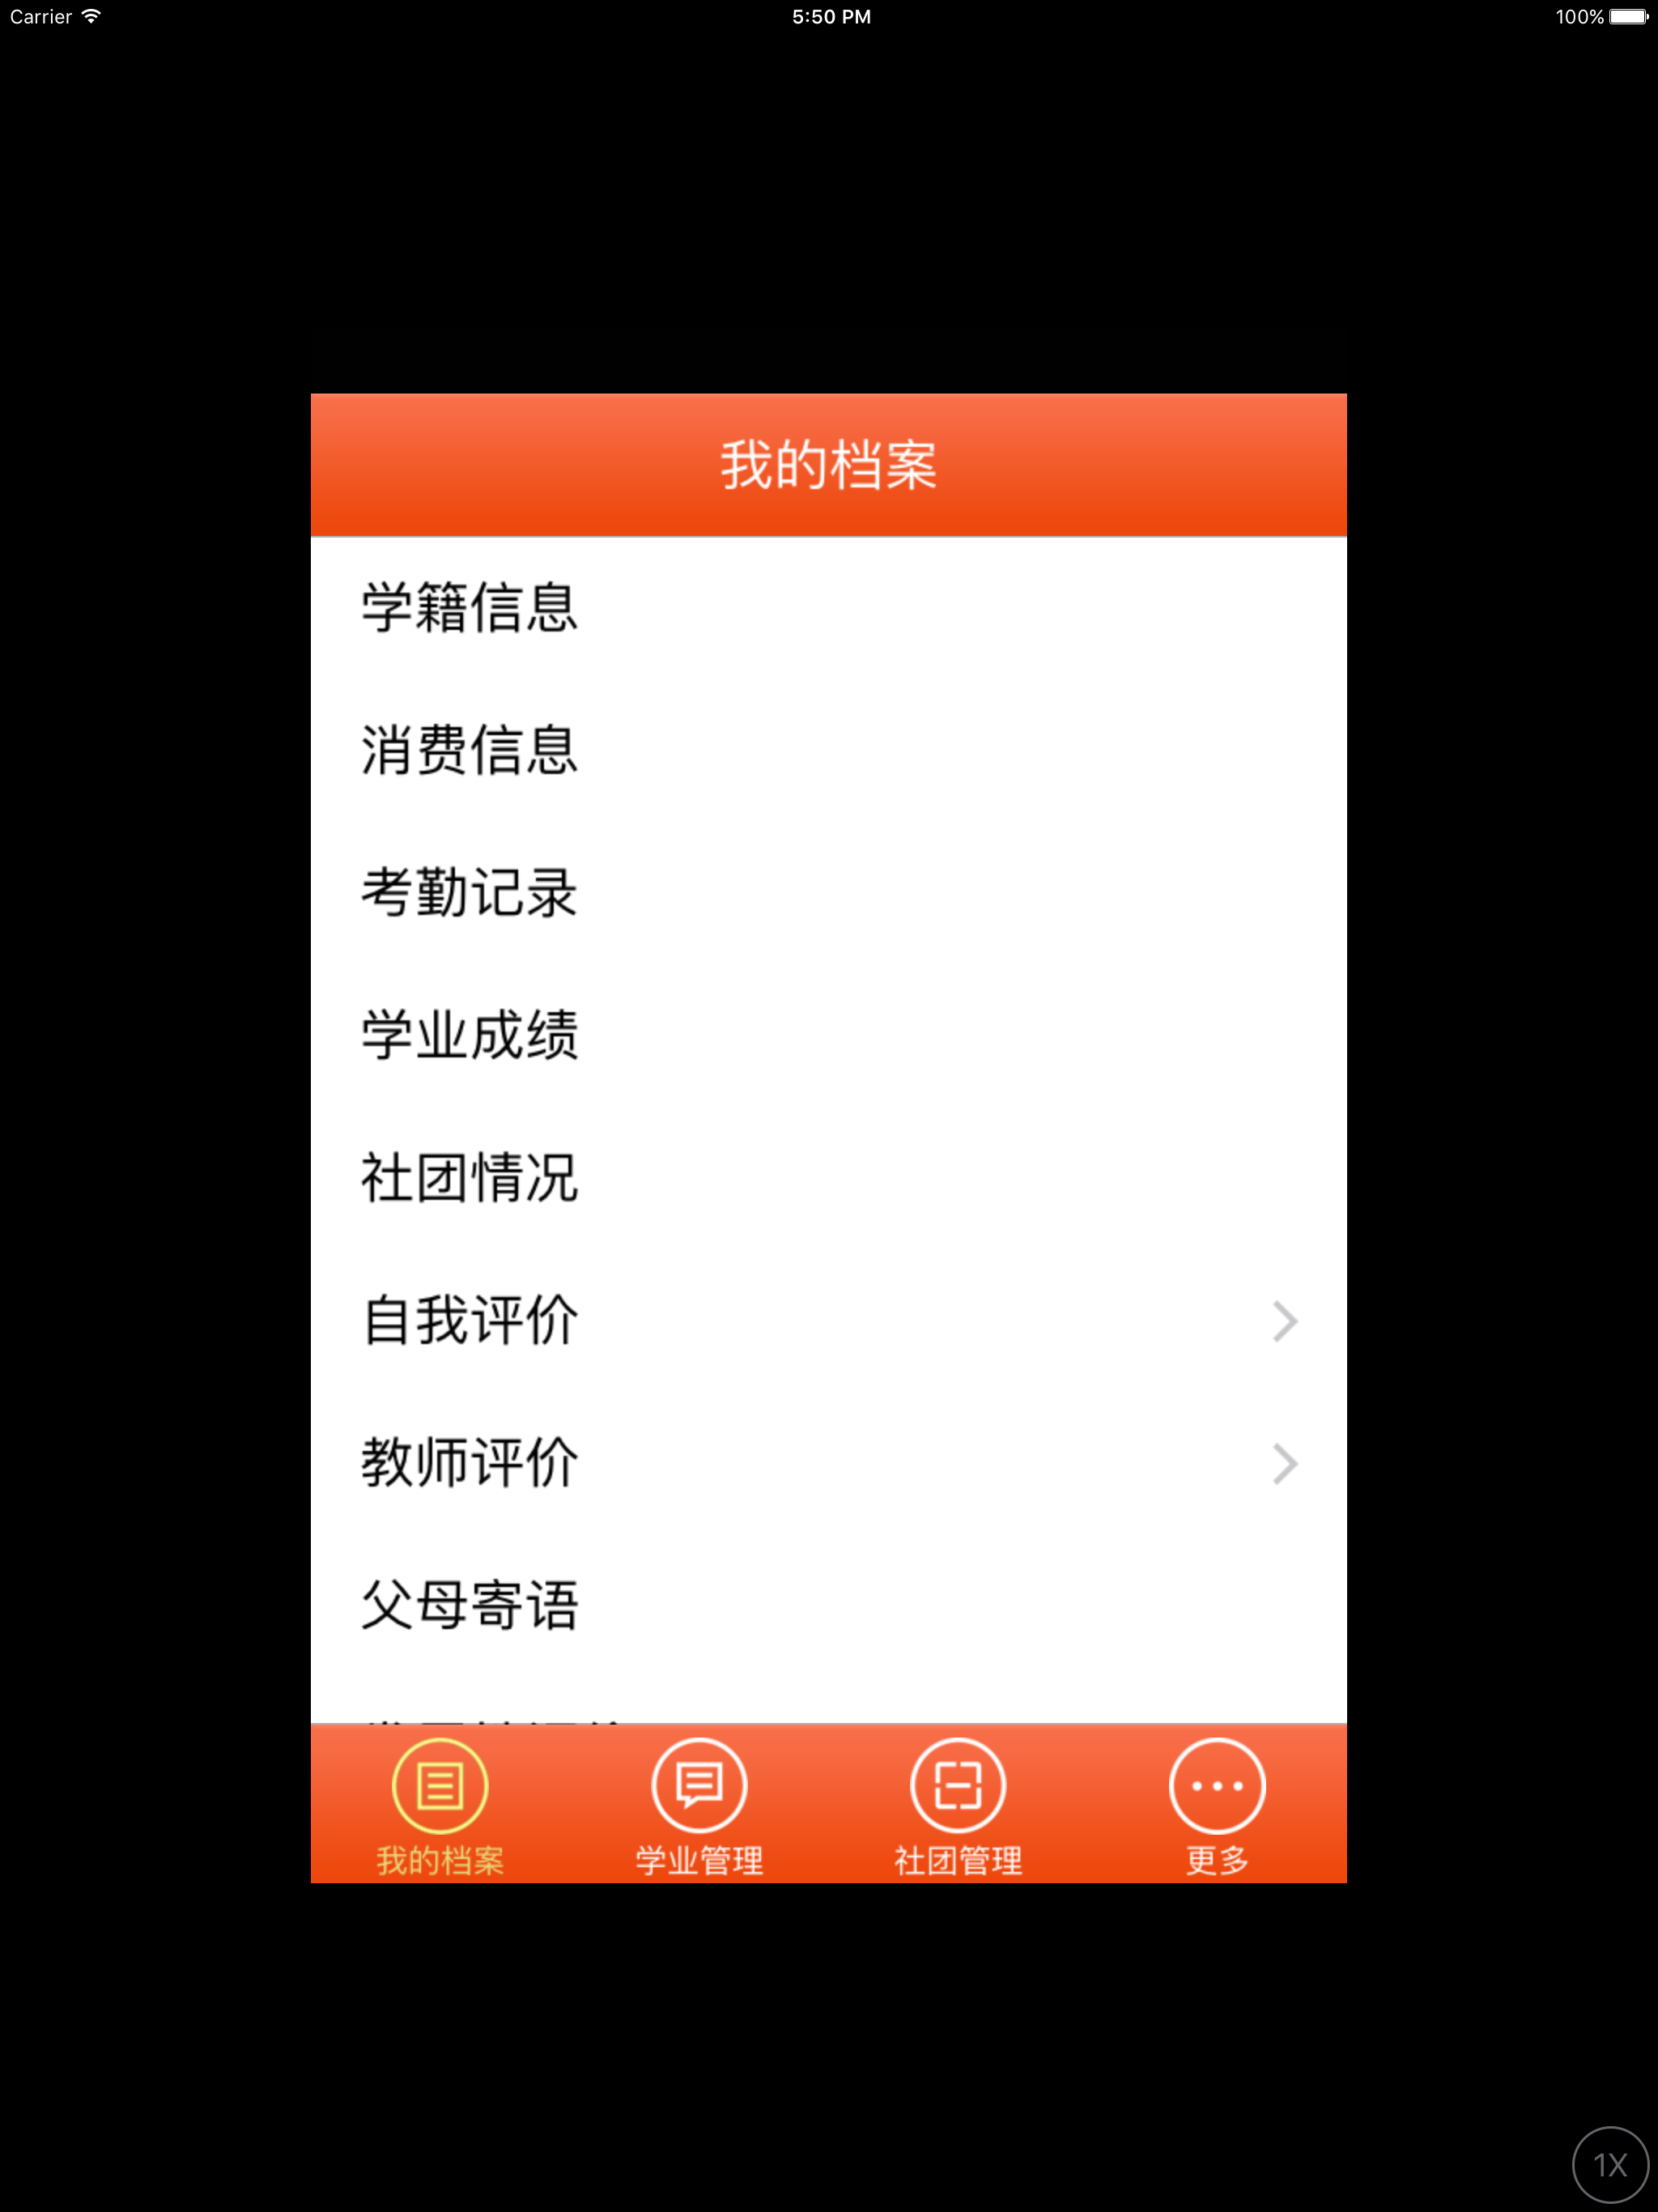 Carrier 5:50 PM 100%
我的档案
学籍信息
消费信息
考勤记录
学业成绩
社团情况
自我评价
教师评价
父母寄语
我的档案 学业管理 社团管理 更多
1X